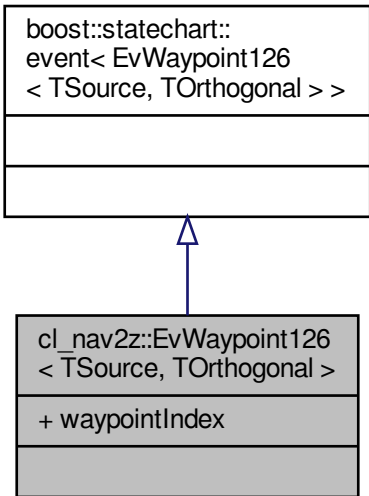 boost::statechart::
event< EvWaypoint126
< TSource, TOrthogonal > >
cl_nav2z::EvWaypoint126
< TSource, TOrthogonal >
+ waypointIndex